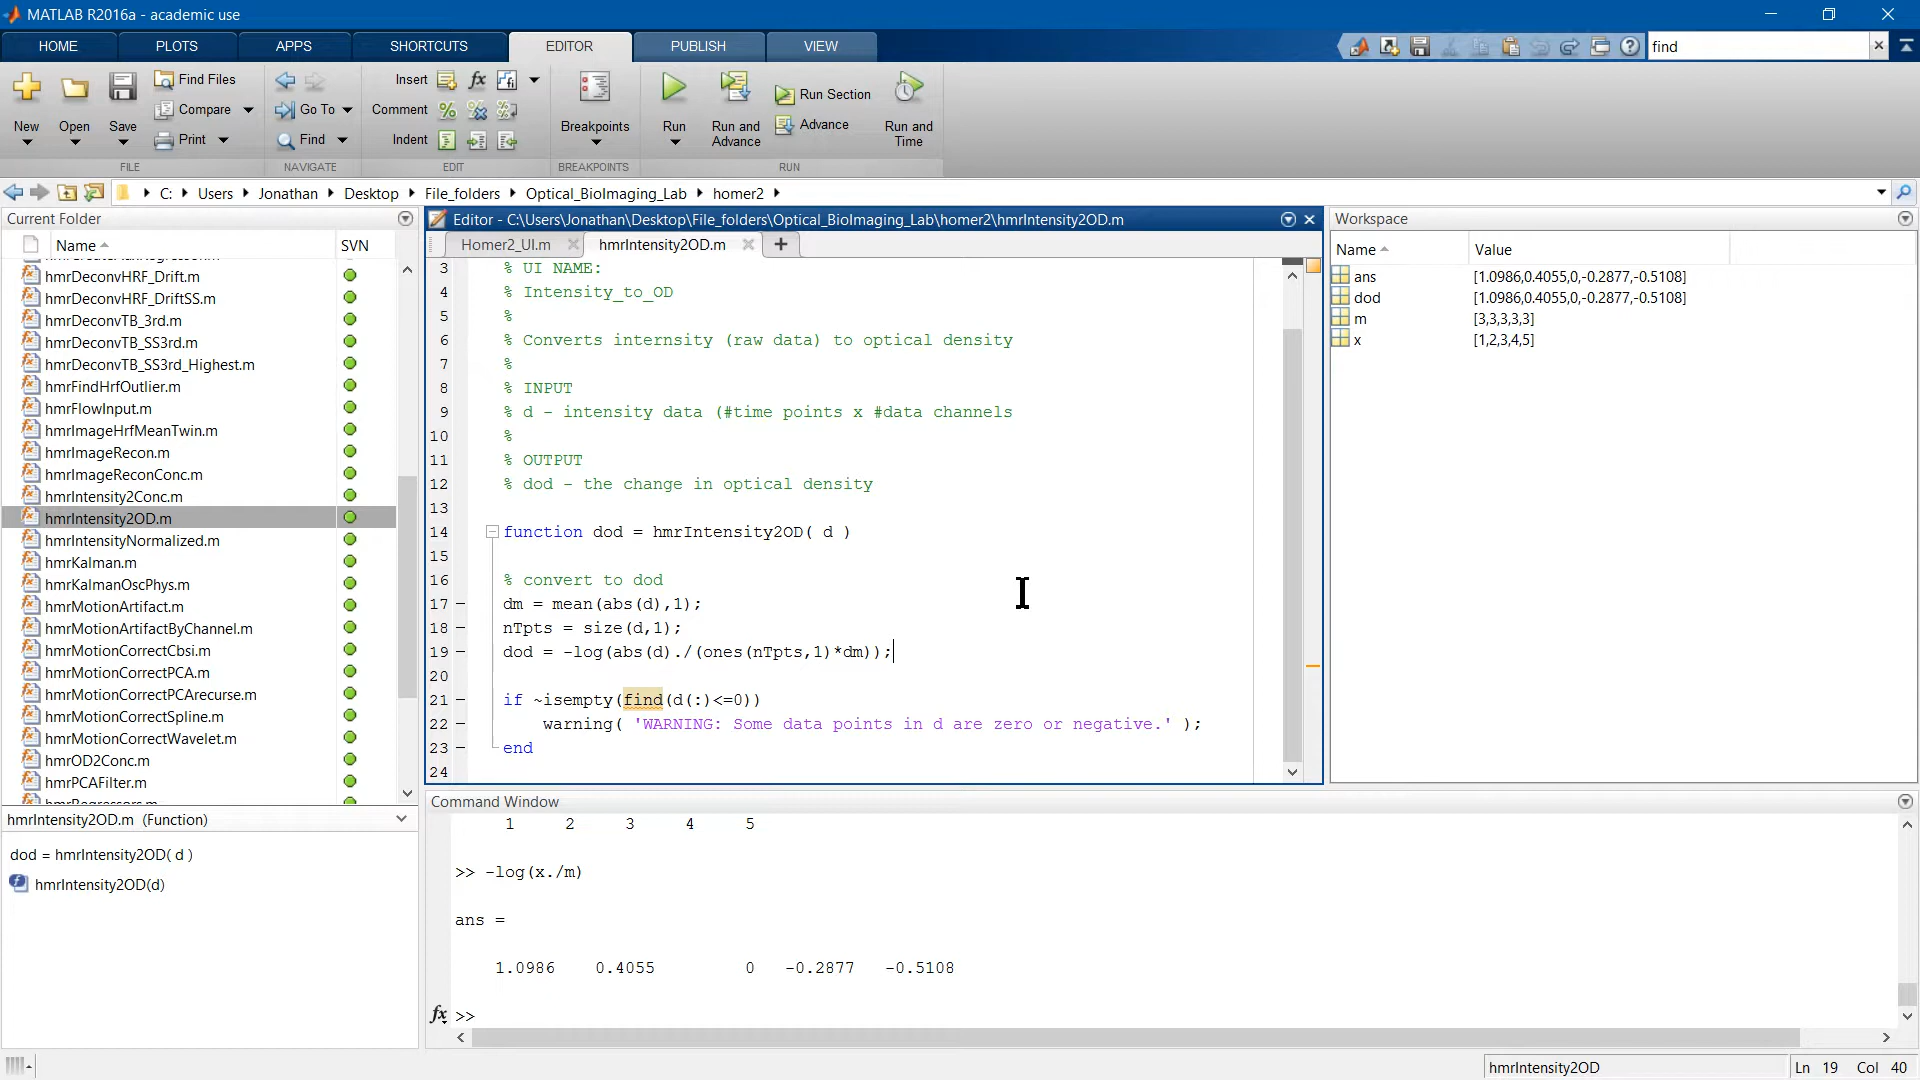 MATLAB R2016a - academic use
HOME PLOTS APPS SHORTCUTS EDITOR PUBLISH VIEW find
New Open Save Find Files Compare Print
Go To Find
Insert Comment Indent
Breakpoints
Run Run and Advance Run Section Advance Run and Time
FILE NAVIGATE EDIT BREAKPOINTS RUN
C: Users Jonathan Desktop File_folders Optical_BioImaging_Lab homer2
Current Folder
Name SVN
hmrDeconvHRF_Drift.m
hmrDeconvHRF_DriftSS.m
hmrDeconvTB_3rd.m
hmrDeconvTB_SS3rd.m
hmrDeconvTB_SS3rd_Highest.m
hmrFindHrfOutlier.m
hmrFlowInput.m
hmrImageHrfMeanTwin.m
hmrImageRecon.m
hmrImageReconConc.m
hmrIntensity2Conc.m
hmrIntensity2OD.m
hmrIntensityNormalized.m
hmrKalman.m
hmrKalmanOscPhys.m
hmrMotionArtifact.m
hmrMotionArtifactByChannel.m
hmrMotionCorrectCbsi.m
hmrMotionCorrectPCA.m
hmrMotionCorrectPCArecurse.m
hmrMotionCorrectSpline.m
hmrMotionCorrectWavelet.m
hmrOD2Conc.m
hmrPCAFilter.m
hmrIntensity2OD.m (Function)
dod = hmrIntensity2OD( d )
hmrIntensity2OD(d)
Editor - C:\Users\Jonathan\Desktop\File_folders\Optical_BioImaging_Lab\homer2\hmrIntensity2OD.m
Homer2_UI.m hmrIntensity2OD.m
3 % UI NAME:
4 % Intensity_to_OD
5 %
6 % Converts internsity (raw data) to optical density
7 %
8 % INPUT
9 % d - intensity data (#time points x #data channels
10 %
11 % OUTPUT
12 % dod - the change in optical density
13
14 function dod = hmrIntensity2OD( d )
15
16 % convert to dod
17 dm = mean(abs(d),1);
18 nTpts = size(d,1);
19 dod = -log(abs(d)./(ones(nTpts,1)*dm));
20
21 if ~isempty(find(d(:)<=0))
22 warning( 'WARNING: Some data points in d are zero or negative.' );
23 end
24
Command Window
1 2 3 4 5
>> -log(x./m)
ans =
1.0986 0.4055 0 -0.2877 -0.5108
fx >>
Workspace
Name Value
ans [1.0986,0.4055,0,-0.2877,-0.5108]
dod [1.0986,0.4055,0,-0.2877,-0.5108]
m [3,3,3,3,3]
x [1,2,3,4,5]
hmrIntensity2OD Ln 19 Col 40